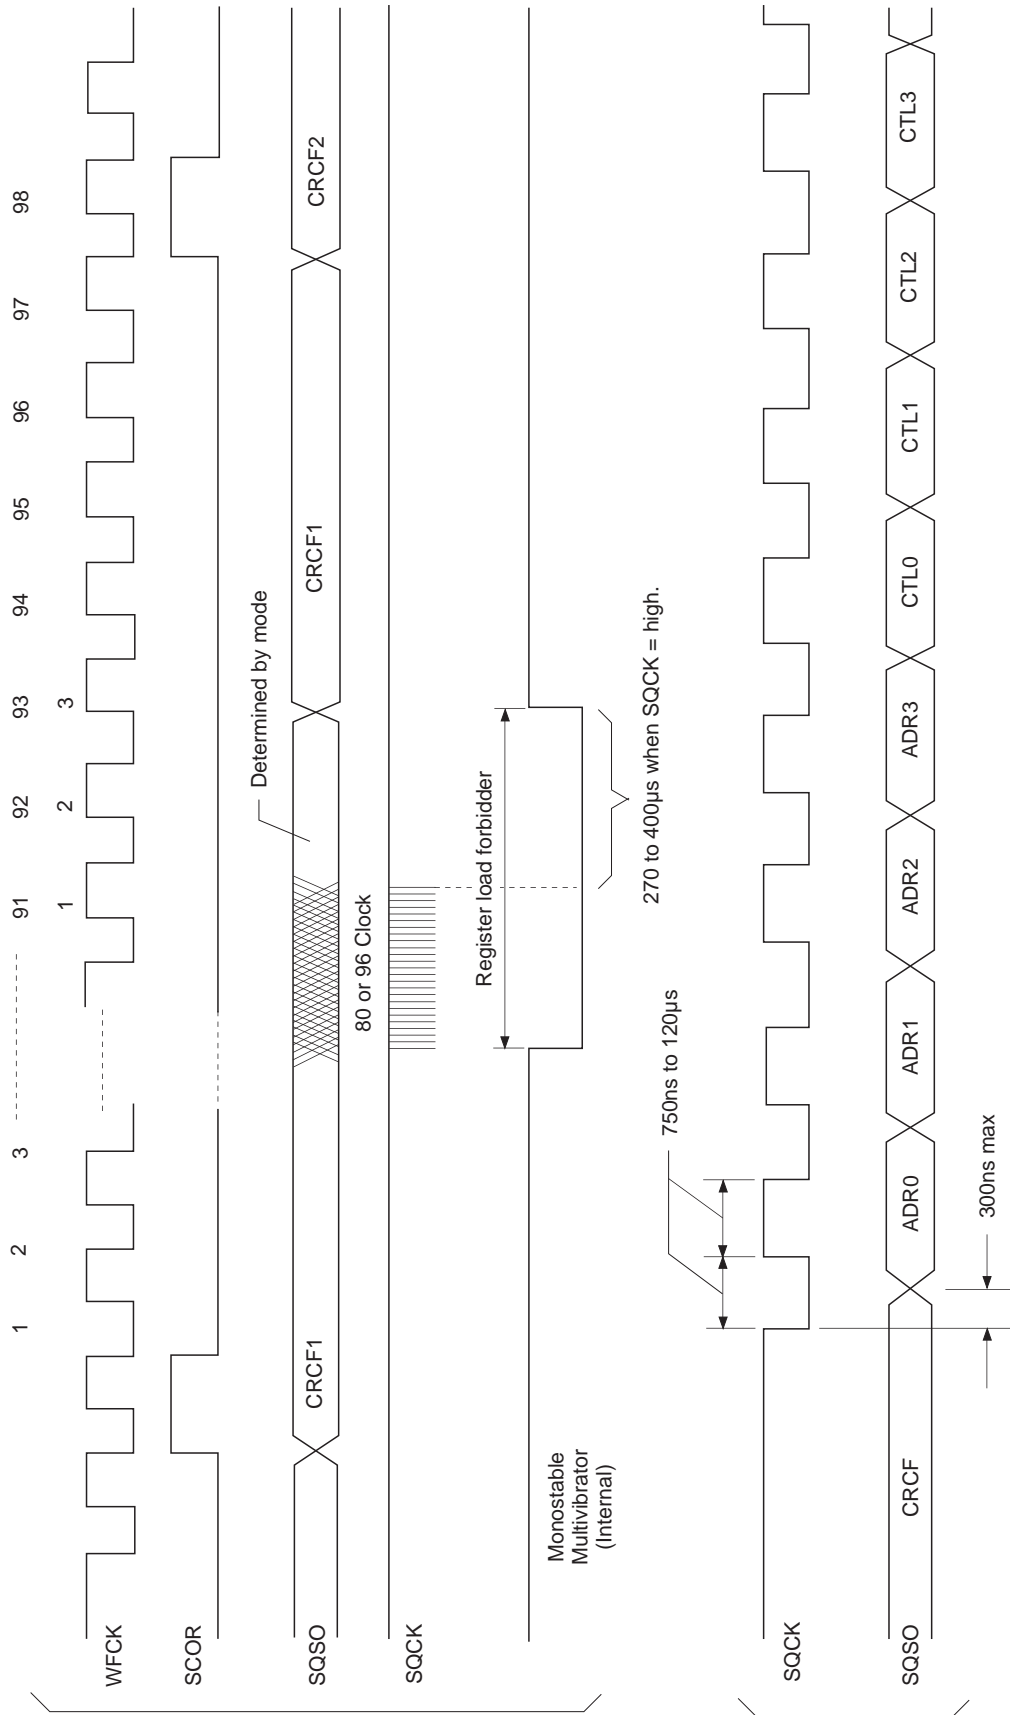 1 2 3 91 92 93 94 95 96 97 98
1 2 3
WFCK
SCOR
Determined by mode
SQSO CRCF1 CRCF1 CRCF2
80 or 96 Clock
SQCK
Register load forbidder
Monostable
Multivibrator
(Internal)
270 to 400μs when SQCK = high.
750ns to 120μs
SQCK
SQSO CRCF ADR0 ADR1 ADR2 ADR3 CTL0 CTL1 CTL2 CTL3
300ns max